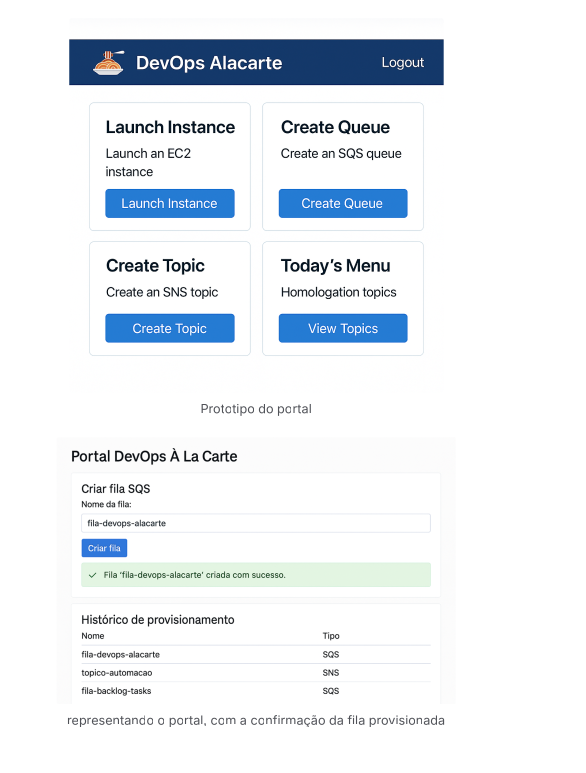 DevOps Alacarte
Logout
Launch Instance
Launch an EC2
instance
Launch Instance
Create Queue
Create an SQS queue
Create Queue
Create Topic
Create an SNS topic
Create Topic
Today's Menu
Homologation topics
View Topics
Prototipo do portal
Portal DevOps À La Carte
Criar fila SQS
Nome da fila:
fila-devops-alacarte
Criar fila
Fila 'fila-devops-alacarte' criada com sucesso.
Histórico de provisionamento
Nome Tipo
fila-devops-alacarte SQS
topico-automacao SNS
fila-backlog-tasks SQS
representando o portal, com a confirmação da fila provisionada